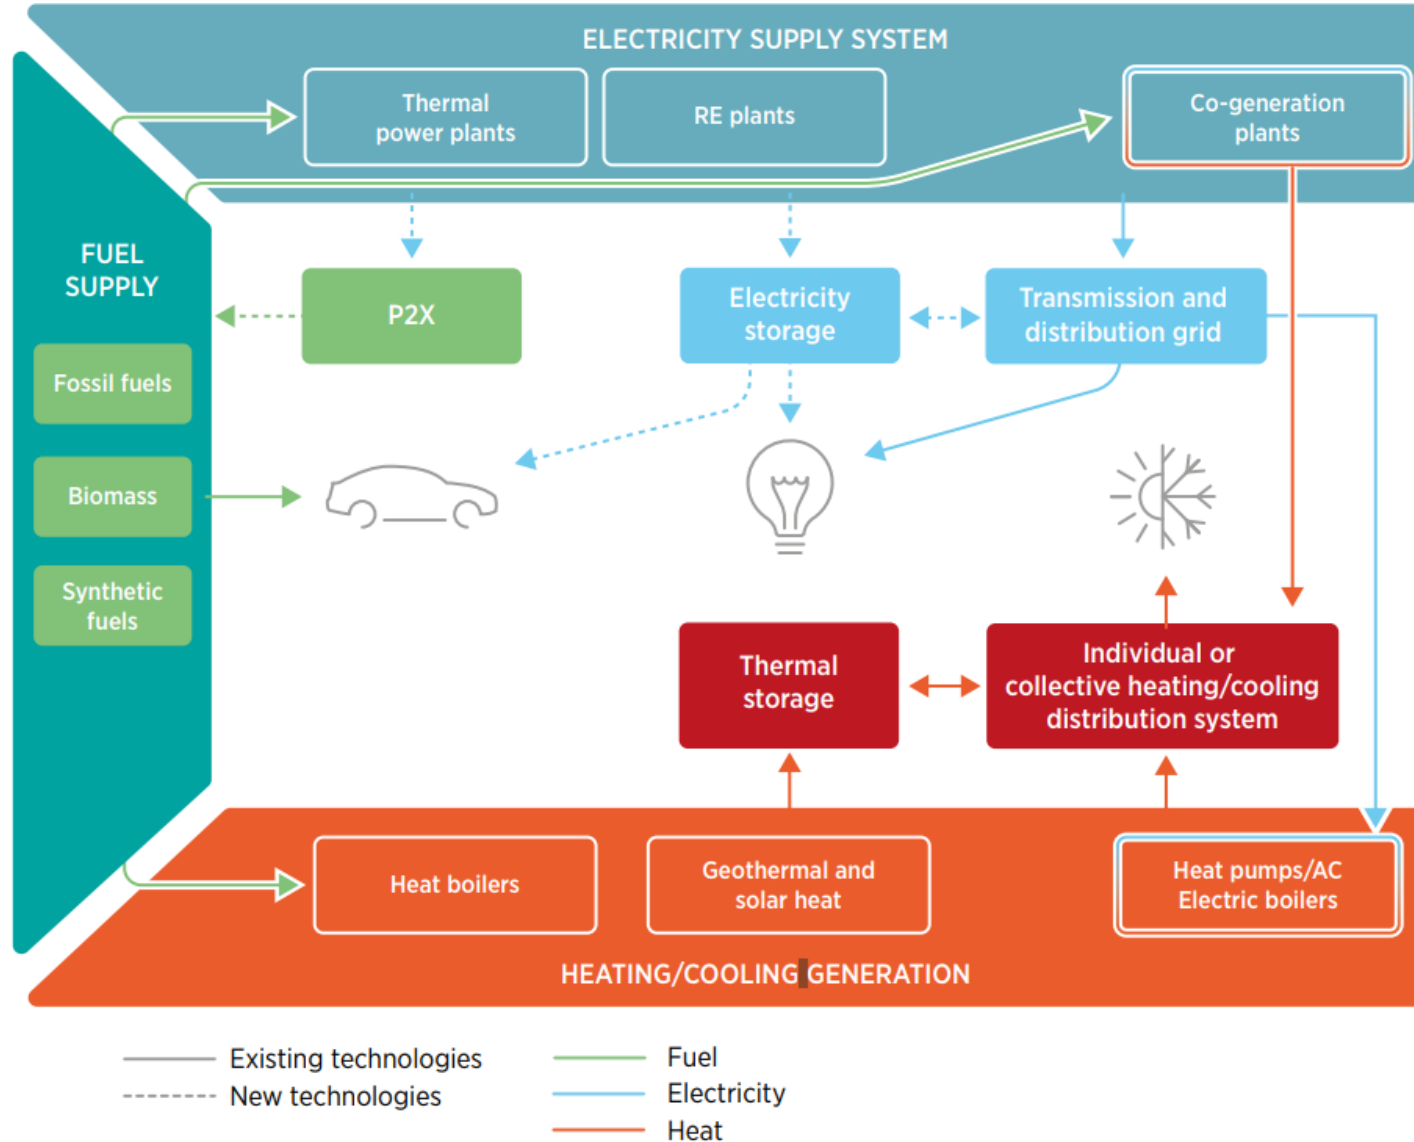 ELECTRICITY SUPPLY SYSTEM
Thermal
power plants
RE plants
Co-generation
plants
FUEL
SUPPLY
Fossil fuels
Biomass
Synthetic
fuels
P2X
Electricity
storage
Transmission and
distribution grid
Thermal
storage
Individual or
collective heating/cooling
distribution system
Heat boilers
Geothermal and
solar heat
Heat pumps/AC
Electric boilers
HEATING/COOLING GENERATION
Existing technologies
New technologies
Fuel
Electricity
Heat